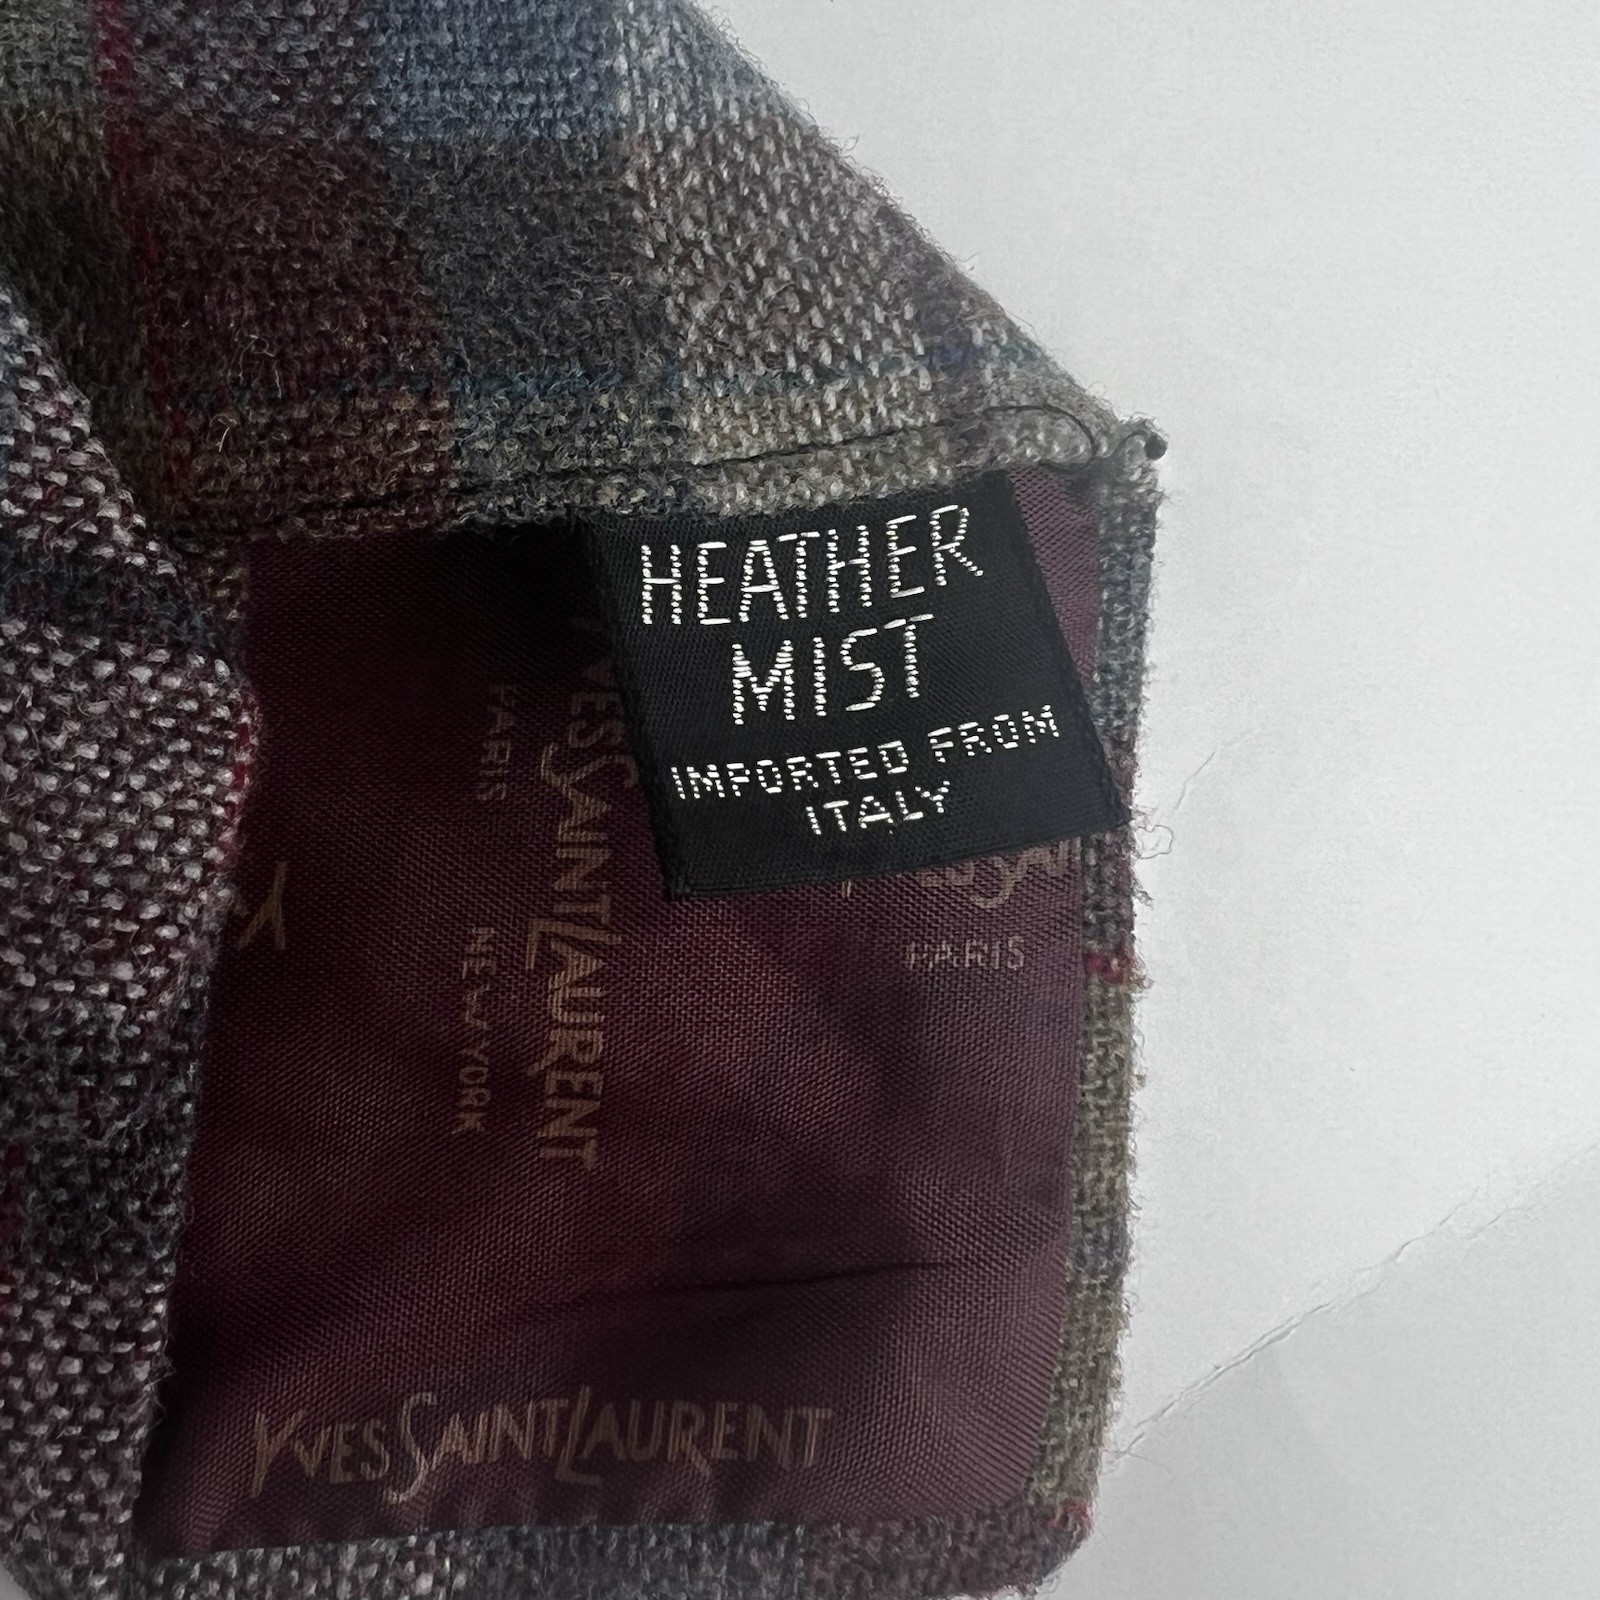 HEATHER
MIST
IMPORTED FROM
ITALY
YVES SAINT LAURENT
PARIS
NEW YORK
PARIS
YVES SAINT LAURENT